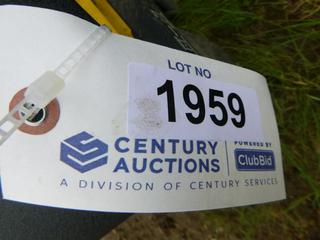 LOT NO
1959
CENTURY AUCTIONS
POWERED BY
ClubBid
A DIVISION OF CENTURY SERVICES